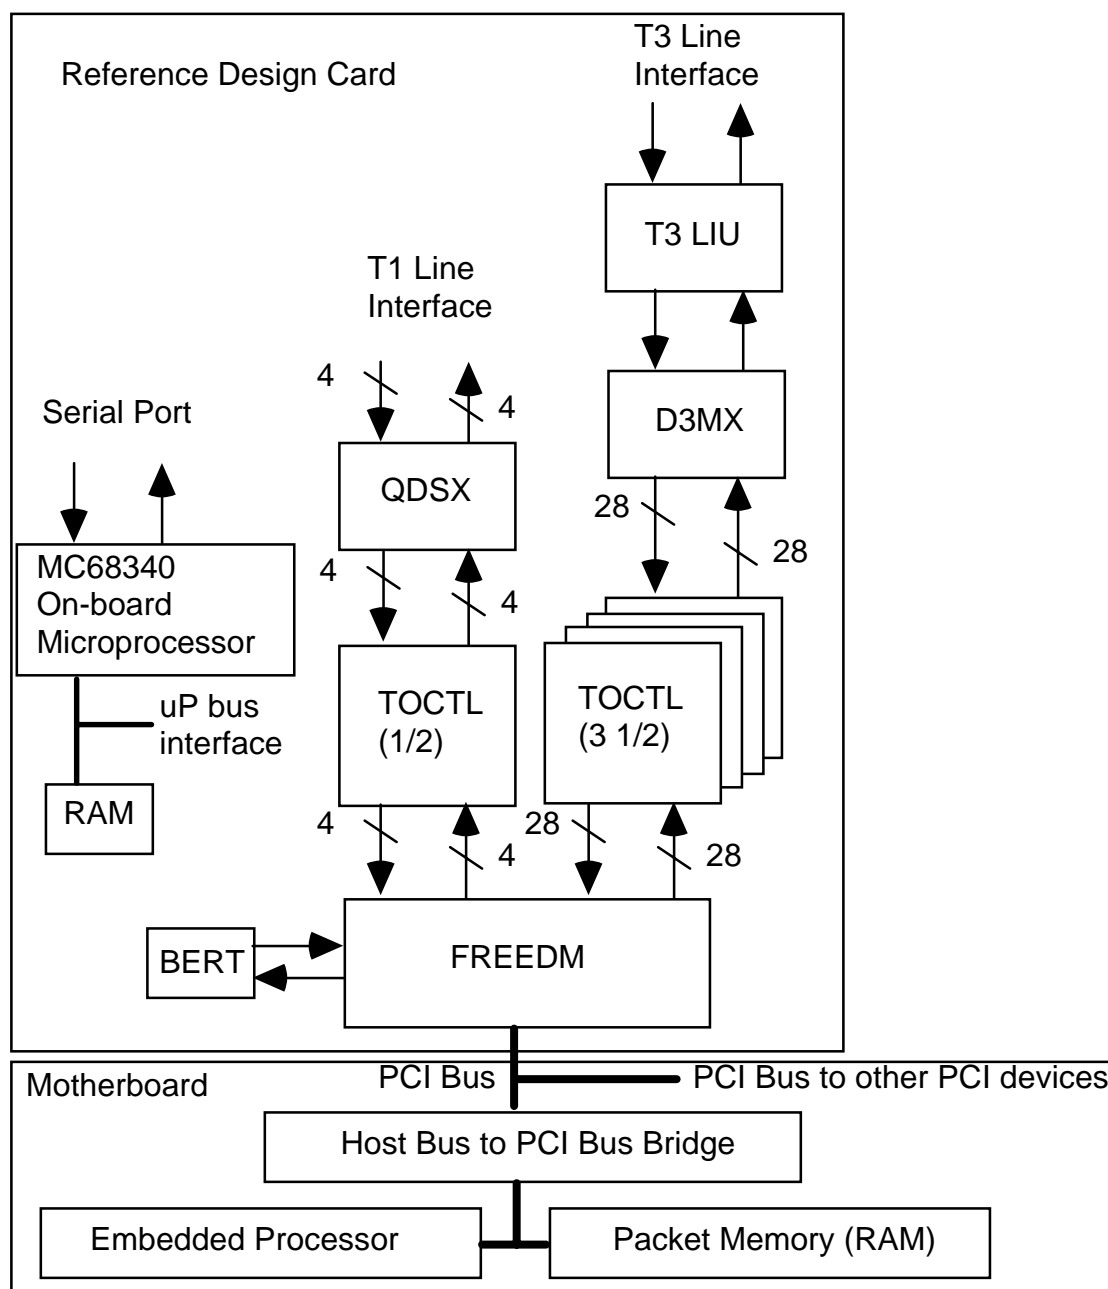 Reference Design Card
T3 Line
Interface
T3 LIU
T1 Line
Interface
4
4
D3MX
Serial Port
QDSX
28
28
MC68340
On-board
Microprocessor
4
4
TOCTL
(1/2)
TOCTL
(3 1/2)
uP bus
interface
RAM
4
4
28
28
BERT
FREEDM
Motherboard
PCI Bus
PCI Bus to other PCI devices
Host Bus to PCI Bus Bridge
Embedded Processor
Packet Memory (RAM)